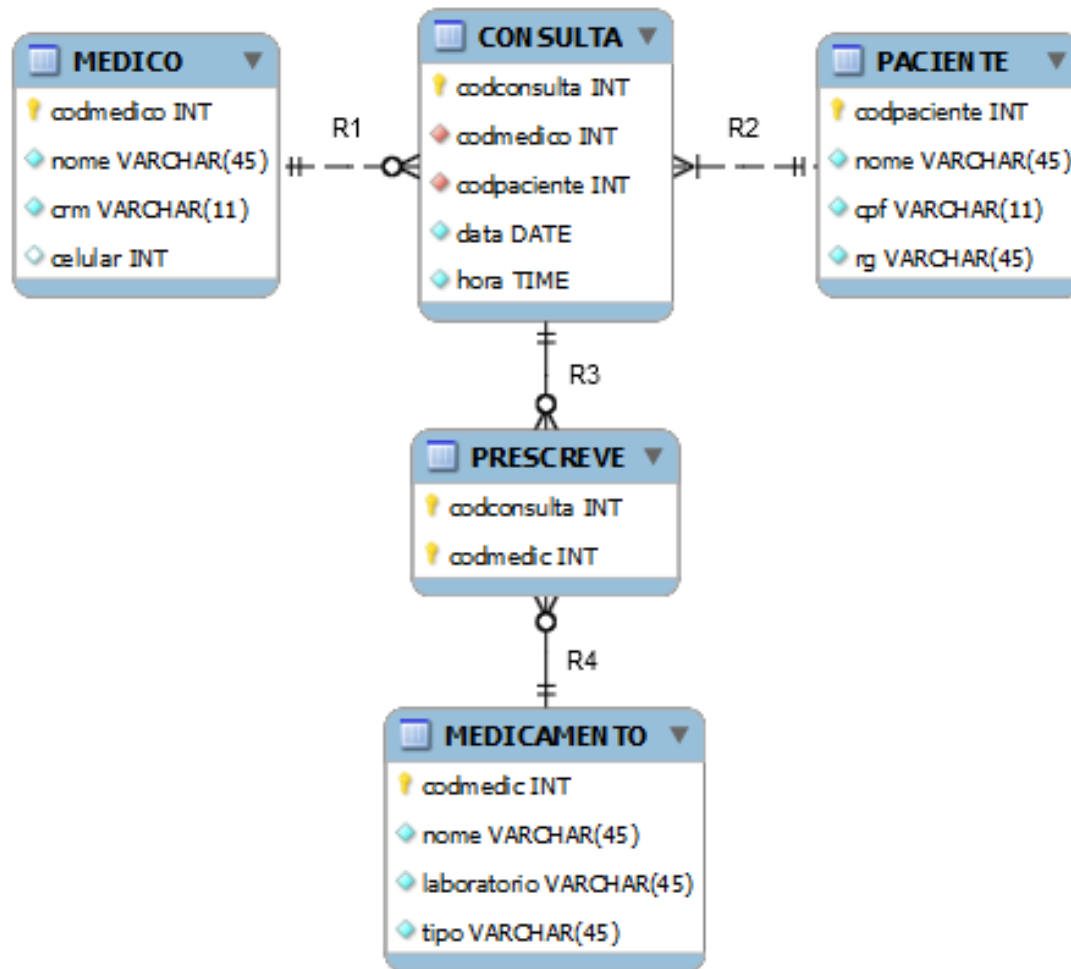 MEDICO
codmedico INT
nome VARCHAR(45)
crm VARCHAR(11)
celular INT
R1
CONSULTA
codconsulta INT
codmedico INT
codpaciente INT
data DATE
hora TIME
R2
PACIENTE
codpaciente INT
nome VARCHAR(45)
cpf VARCHAR(11)
rg VARCHAR(45)
R3
PRESCREVE
codconsulta INT
codmedic INT
R4
MEDICAMENTO
codmedic INT
nome VARCHAR(45)
laboratorio VARCHAR(45)
tipo VARCHAR(45)